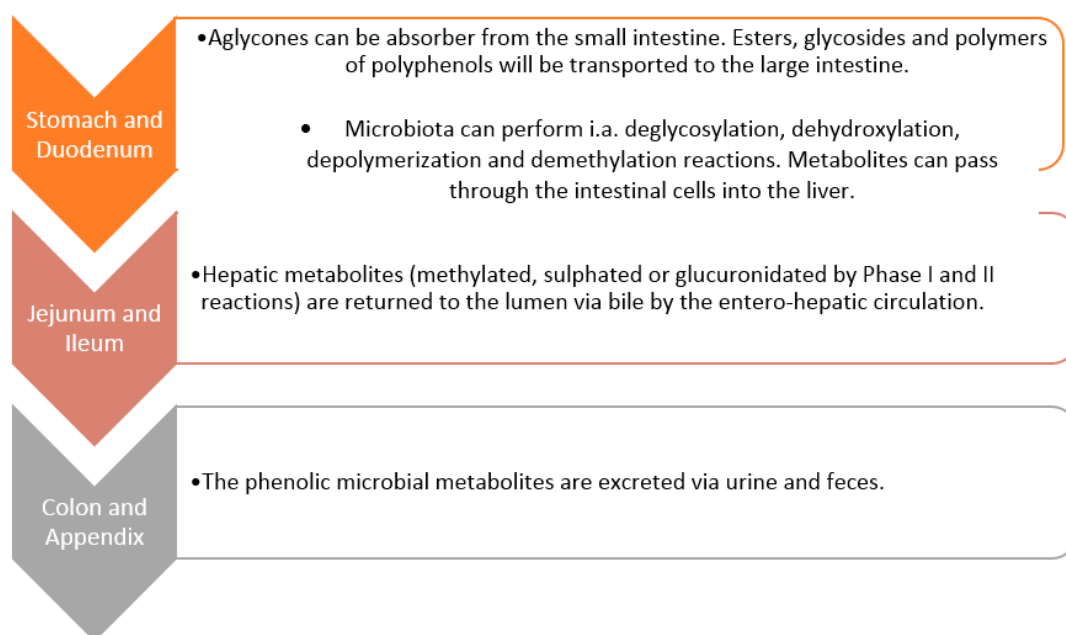 Stomach and
Duodenum
•Aglycones can be absorber from the small intestine. Esters, glycosides and polymers
of polyphenols will be transported to the large intestine.
• Microbiota can perform i.a. deglycosylation, dehydroxylation,
depolymerization and demethylation reactions. Metabolites can pass
through the intestinal cells into the liver.
Jejunum and
Ileum
•Hepatic metabolites (methylated, sulphated or glucuronidated by Phase I and II
reactions) are returned to the lumen via bile by the entero-hepatic circulation.
Colon and
Appendix
•The phenolic microbial metabolites are excreted via urine and feces.